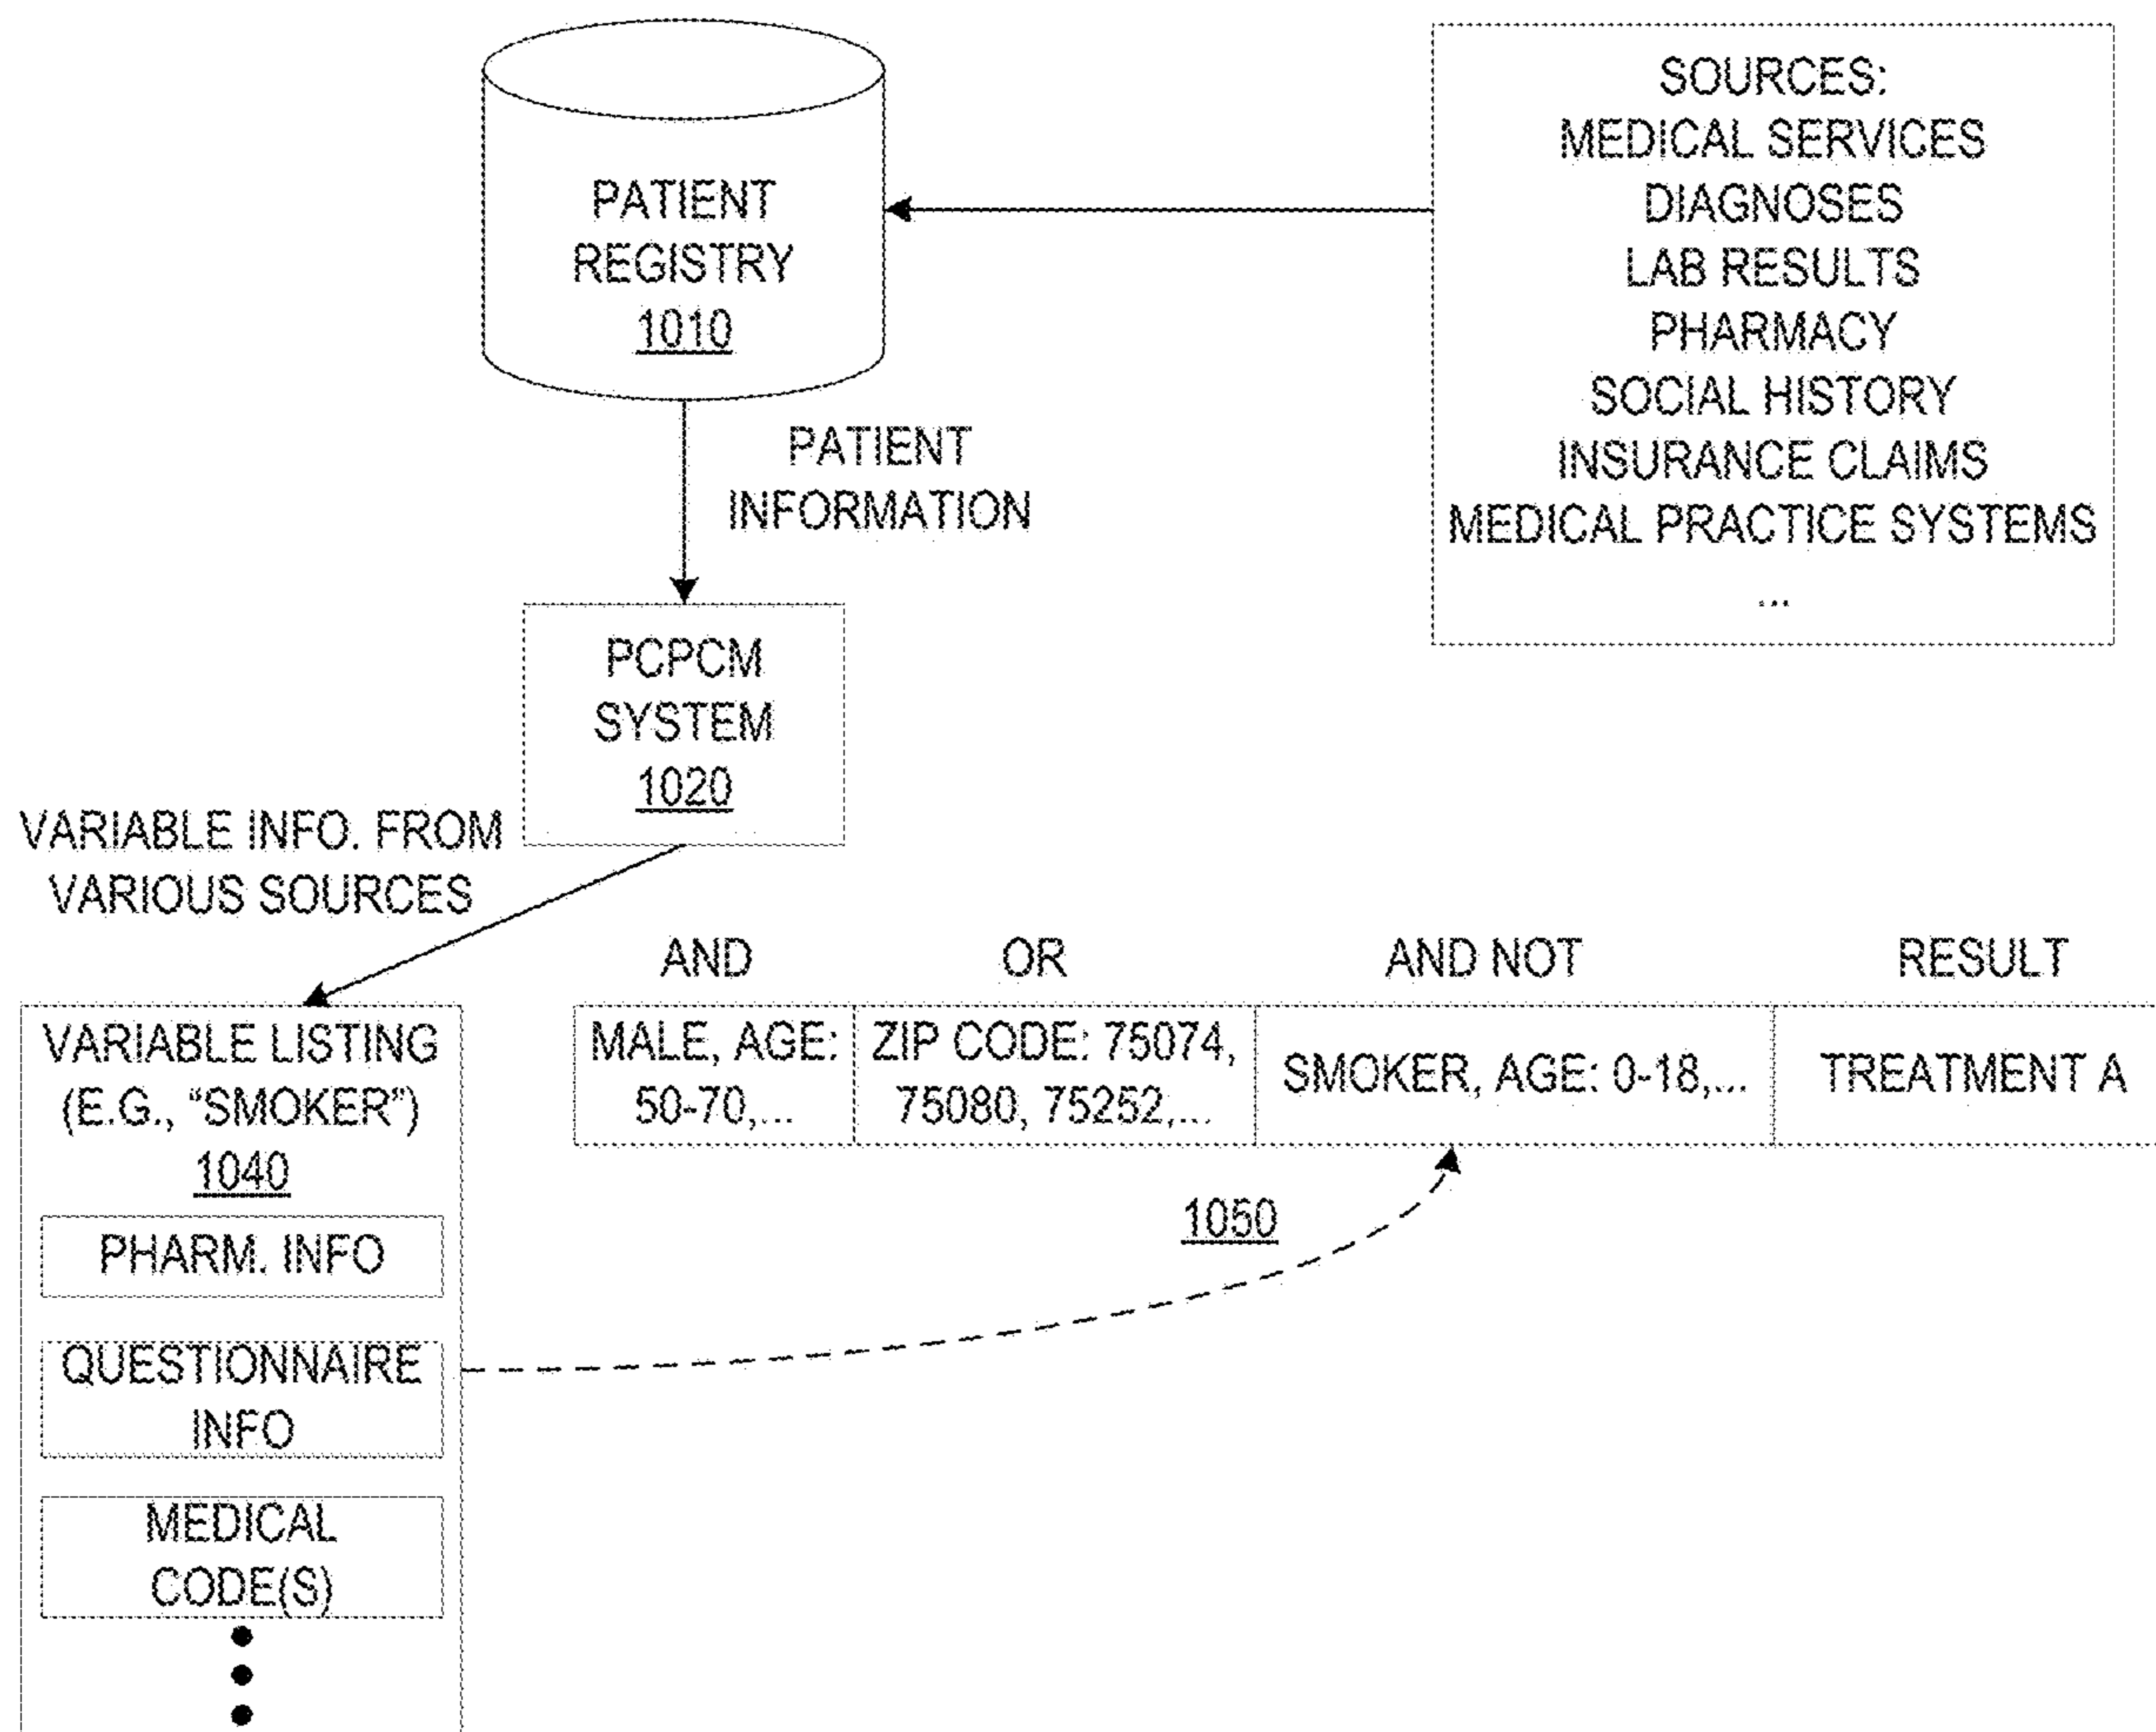 PATIENT
REGISTRY
1010
SOURCES:
MEDICAL SERVICES
DIAGNOSES
LAB RESULTS
PHARMACY
SOCIAL HISTORY
INSURANCE CLAIMS
MEDICAL PRACTICE SYSTEMS
...
PATIENT
INFORMATION
PCPCM
SYSTEM
1020
VARIABLE INFO. FROM
VARIOUS SOURCES
VARIABLE LISTING
(E.G., "SMOKER")
1040
PHARM. INFO
QUESTIONNAIRE
INFO
MEDICAL
CODE(S)
AND
OR
AND NOT
RESULT
MALE, AGE:
50-70,...
ZIP CODE: 75074,
75080, 75252,...
SMOKER, AGE: 0-18,...
TREATMENT A
1050